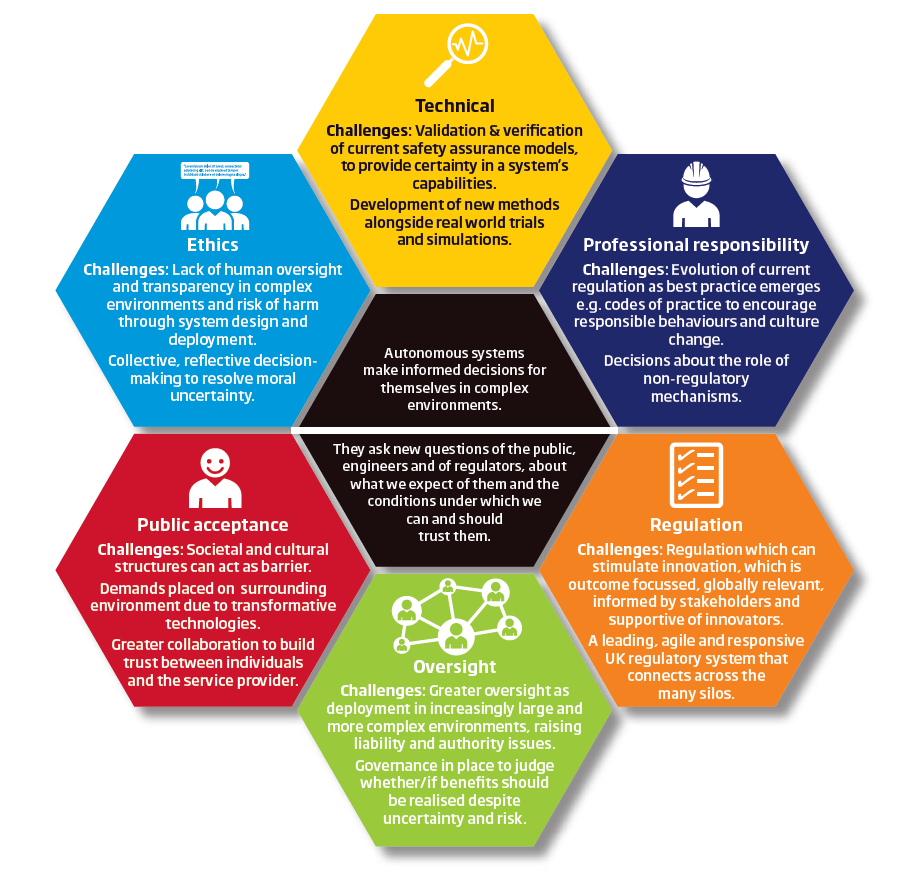 Technical
Challenges: Validation & verification
of current safety assurance models,
to provide certainty in a system's
capabilities.
Development of new methods
alongside real world trials
and simulations.
Ethics
Challenges: Lack of human oversight
and transparency in complex
environments and risk of harm
through system design and
deployment.
Collective, reflective decision-
making to resolve moral
uncertainty.
Professional responsibility
Challenges: Evolution of current
regulation as best practice emerges
e.g. codes of practice to encourage
responsible behaviours and culture
change.
Decisions about the role of
non-regulatory
mechanisms.
Autonomous systems
make informed decisions for
themselves in complex
environments.
They ask new questions of the public,
engineers and of regulators, about
what we expect of them and the
conditions under which we
can and should
trust them.
Public acceptance
Challenges: Societal and cultural
structures can act as barrier.
Demands placed on surrounding
environment due to transformative
technologies.
Greater collaboration to build
trust between individuals
and the service provider.
Regulation
Challenges: Regulation which can
stimulate innovation, which is
outcome focussed, globally relevant,
informed by stakeholders and
supportive of innovators.
A leading, agile and responsive
UK regulatory system that
connects across the
many silos.
Oversight
Challenges: Greater oversight as
deployment in increasingly large and
more complex environments, raising
liability and authority issues.
Governance in place to judge
whether/if benefits should
be realised despite
uncertainty and risk.